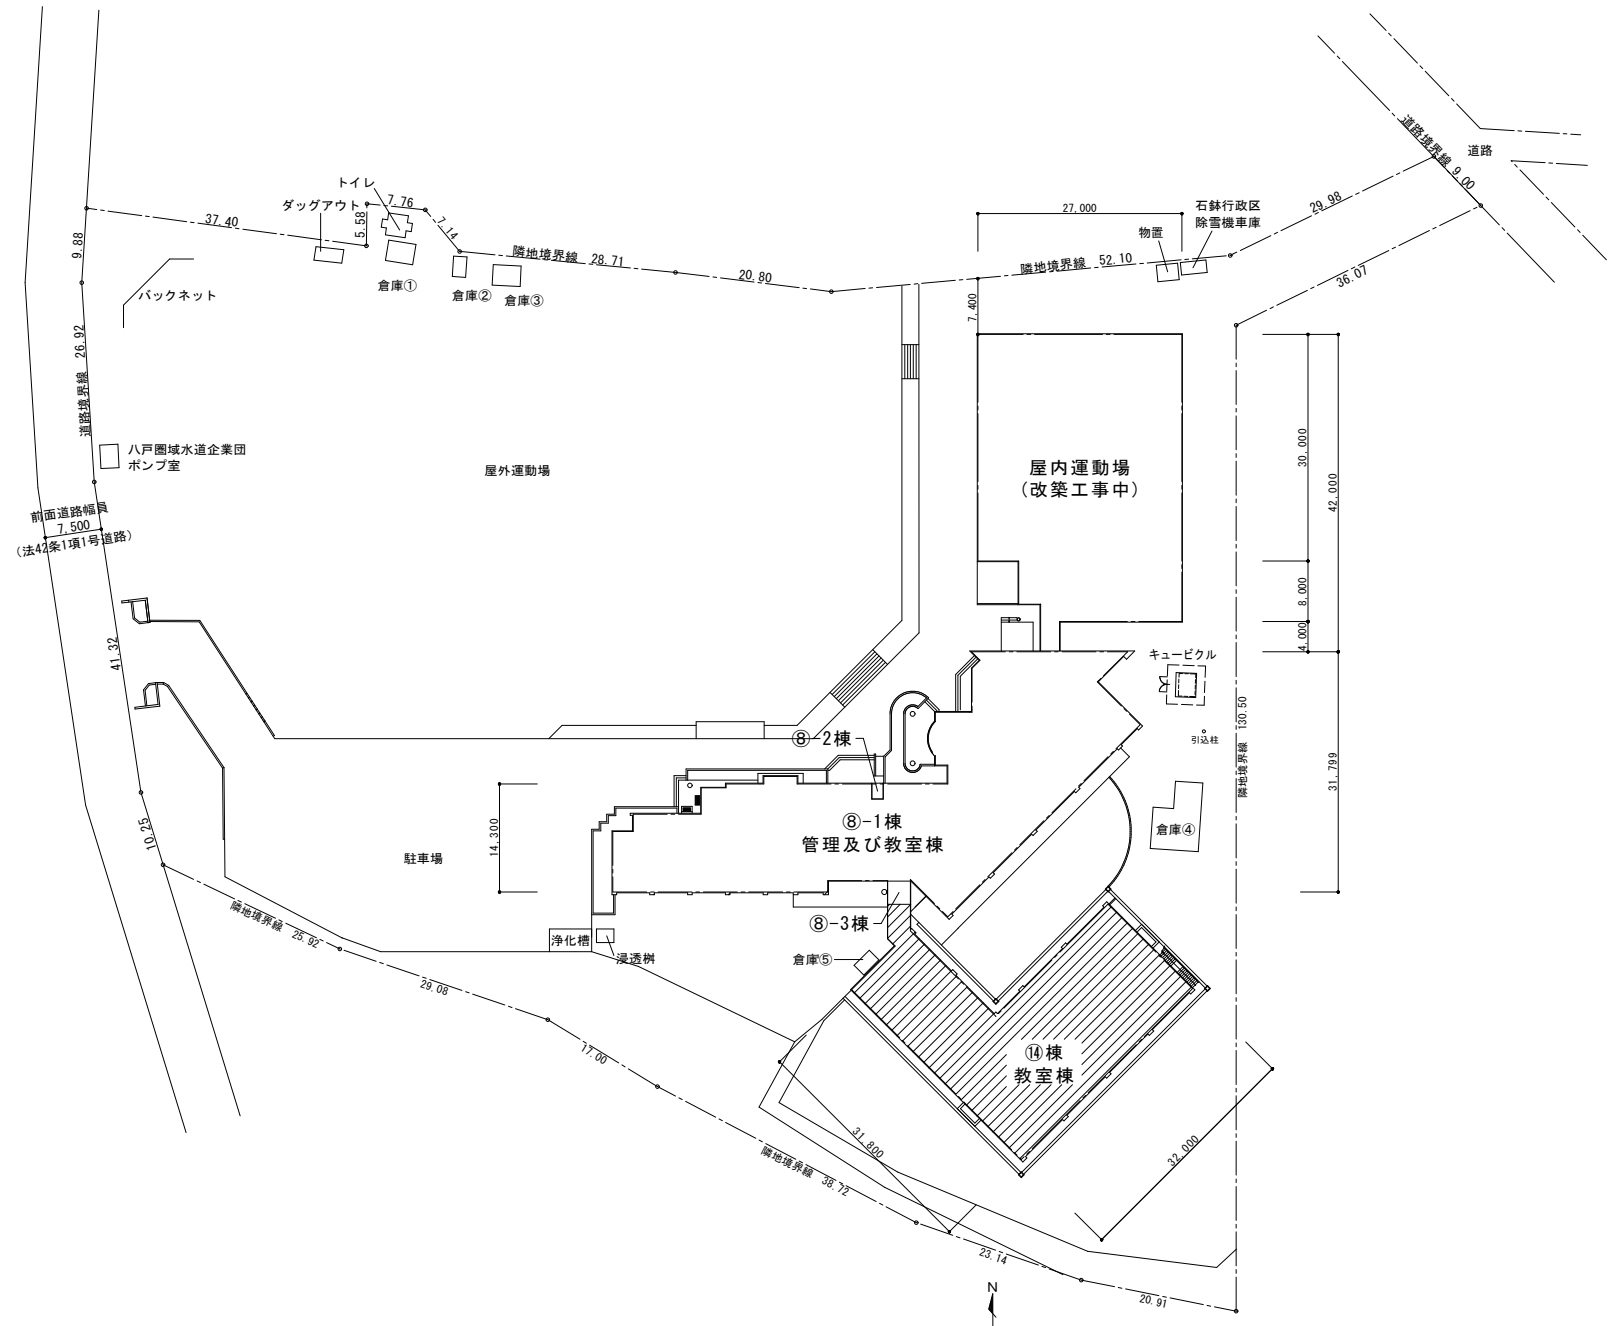 道路境界線 9.00
道路
トイレ
ダッグアウト
7.76
5.58
7.14
37.40
9.88
隣地境界線 28.71
20.80
倉庫①
倉庫②
倉庫③
バックネット
27,000
石鉢行政区
除雪機車庫
物置
29.98
隣地境界線 52.10
36.07
7,400
道路境界線 26.92
八戸圏域水道企業団
ポンプ室
屋外運動場
屋内運動場
(改築工事中)
30,000
42,000
8,000
4,000
前面道路幅員
7,500
(法42条1項1号道路)
41.32
キュービクル
引込柱
隣地境界線 130.50
31,799
⑧-2棟
⑧-1棟
管理及び教室棟
倉庫④
14,300
10.25
駐車場
隣地境界線 25.92
浄化槽
浸透桝
⑧-3棟
倉庫⑤
29.08
17.00
⑭棟
教室棟
31,800
32,000
隣地境界線 38.72
23.14
20.91
N